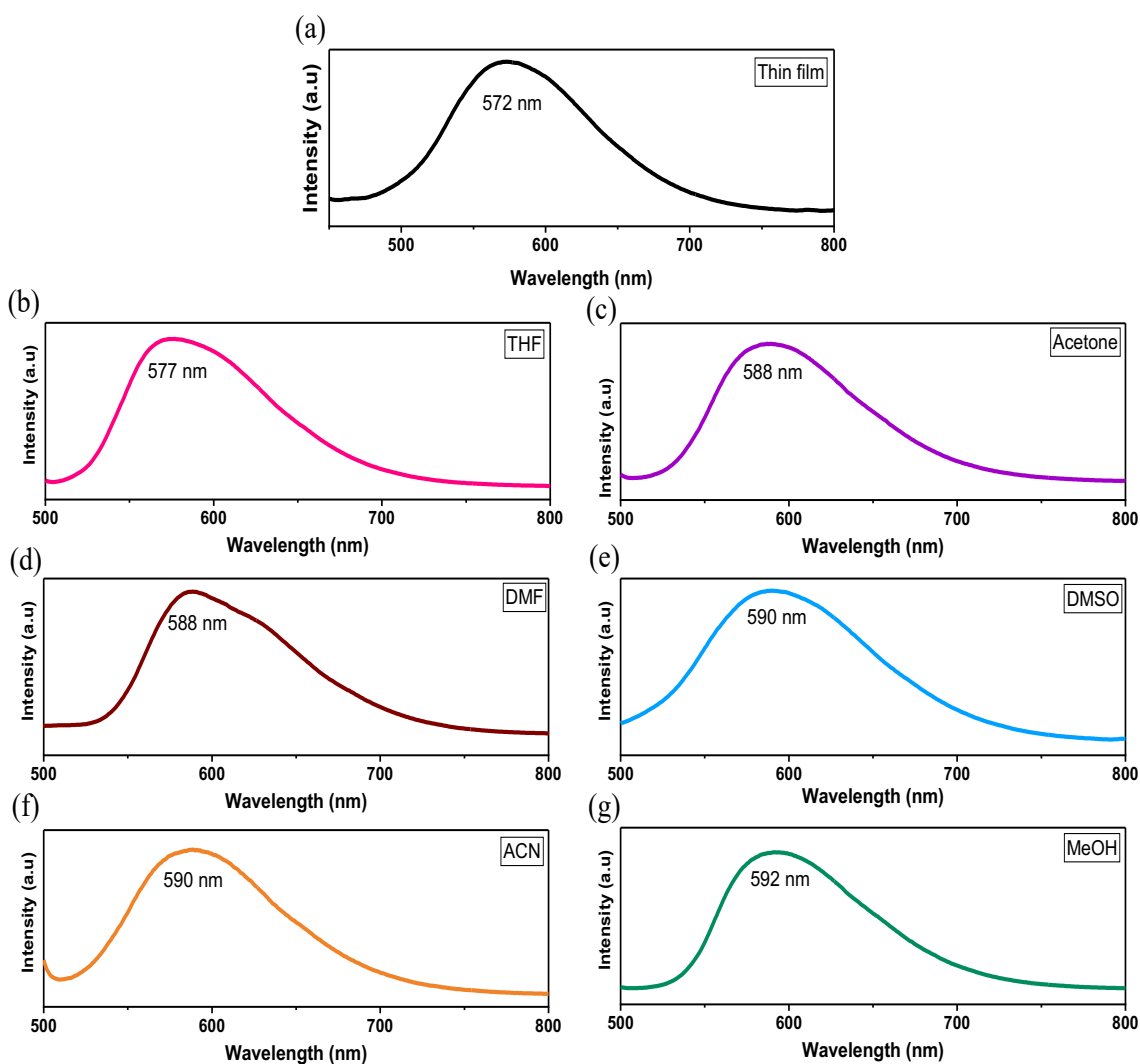 (a)
Thin film
572 nm
Intensity (a.u)
500 600 700 800
Wavelength (nm)
(b)
THF
577 nm
Intensity (a.u)
500 600 700 800
Wavelength (nm)
(c)
Acetone
588 nm
Intensity (a.u)
500 600 700 800
Wavelength (nm)
(d)
DMF
588 nm
Intensity (a.u)
500 600 700 800
Wavelength (nm)
(e)
DMSO
590 nm
Intensity (a.u)
500 600 700 800
Wavelength (nm)
(f)
ACN
590 nm
Intensity (a.u)
500 600 700 800
Wavelength (nm)
(g)
MeOH
592 nm
Intensity (a.u)
500 600 700 800
Wavelength (nm)